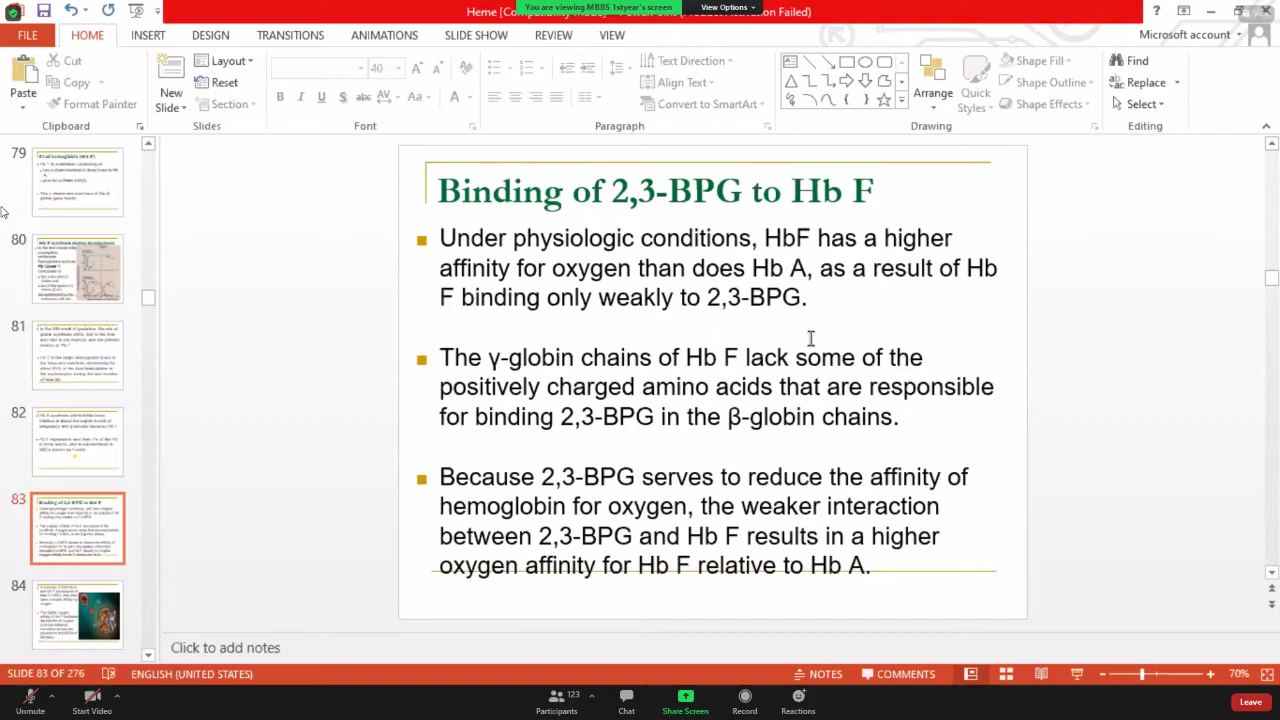 You are viewing MBBS 1styear's screen
View Options
Heme [Compatibility
Failed)
View
FILE
HOME
INSERT
DESIGN
TRANSITIONS
ANIMATIONS
SLIDE SHOW
REVIEW
VIEW
Microsoft account
Paste
Cut
Copy
Format Painter
Clipboard
New
Slide
Layout
Reset
Section
Slides
40
B I U S abc AV Aa A
Font
Text Direction
Align Text
Convert to SmartArt
Paragraph
Arrange
Quick
Styles
Shape Fill
Shape Outline
Shape Effects
Drawing
Find
Replace
Select
Editing
79
80
81
82
83
84
Binding of 2,3-BPG to Hb F
Under physiologic conditions, HbF has a higher
affinity for oxygen than does Hb A, as a result of Hb
F binding only weakly to 2,3-BPG.
The γ-globin chains of Hb F lack some of the
positively charged amino acids that are responsible
for binding 2,3-BPG in the β-globin chains.
Because 2,3-BPG serves to reduce the affinity of
hemoglobin for oxygen, the weaker interaction
between 2,3-BPG and Hb F results in a higher
oxygen affinity for Hb F relative to Hb A.
Click to add notes
SLIDE 83 OF 276
ENGLISH (UNITED STATES)
NOTES
COMMENTS
70%
Unmute
Start Video
123
Participants
Chat
Share Screen
Record
Reactions
Leave